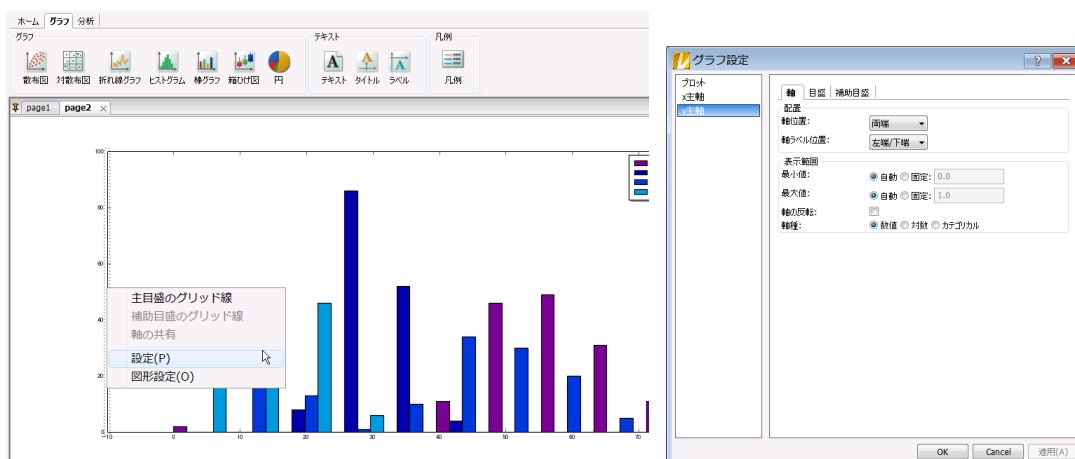 ホーム グラフ 分析
グラフ テキスト 凡例
散布図 対散布図 折れ線グラフ ヒストグラム 棒グラフ 箱ひげ図 円 テキスト タイトル ラベル 凡例
page1 page2 ×
100
80
60
40
20
0
-10 0 10 20 30 40 50 60 70
主目盛のグリッド線
補助目盛のグリッド線
軸の共有
設定(P)
図形設定(O)
グラフ設定
プロット
x主軸
y主軸
軸 目盛 補助目盛
配置
軸位置: 両端
軸ラベル位置: 左端/下端
表示範囲
最小値: 自動 固定: 0.0
最大値: 自動 固定: 1.0
軸の反転:
軸種: 数値 対数 カテゴリカル
OK Cancel 適用(A)